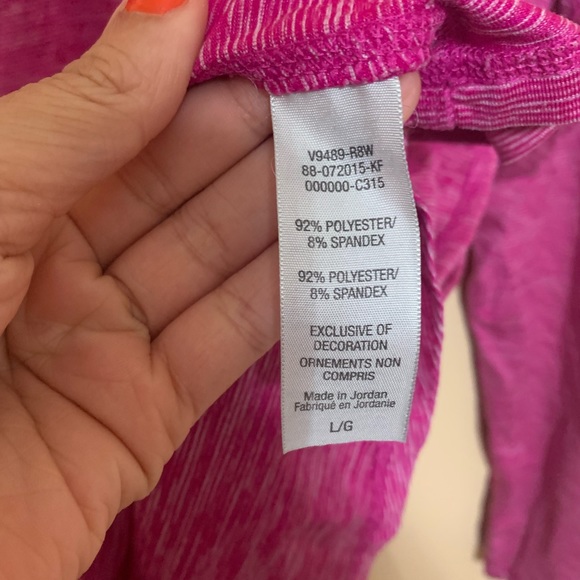 V9489-R8W
88-072015-KF
000000-C315
92% POLYESTER/
8% SPANDEX
92% POLYESTER/
8% SPANDEX
EXCLUSIVE OF
DECORATION
ORNEMENTS NON
COMPRIS
Made in Jordan
Fabriqué en Jordanie
L/G